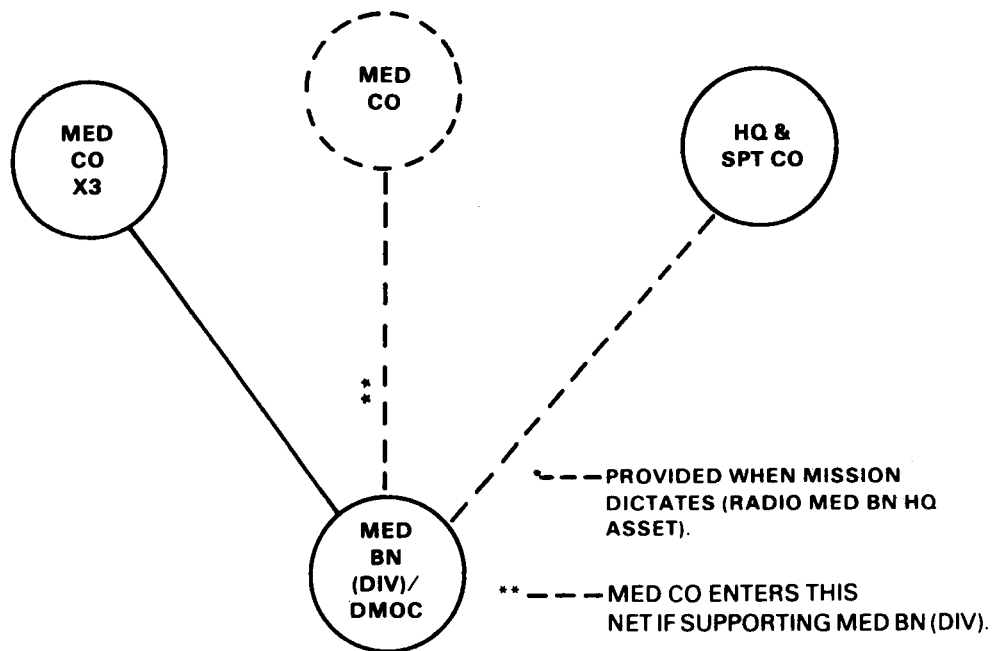 MED
CO
MED
CO
X3
HQ &
SPT CO
**
MED
BN
(DIV)/
DMOC
*--- PROVIDED WHEN MISSION
DICTATES (RADIO MED BN HQ
ASSET).
** --- MED CO ENTERS THIS
NET IF SUPPORTING MED BN (DIV).